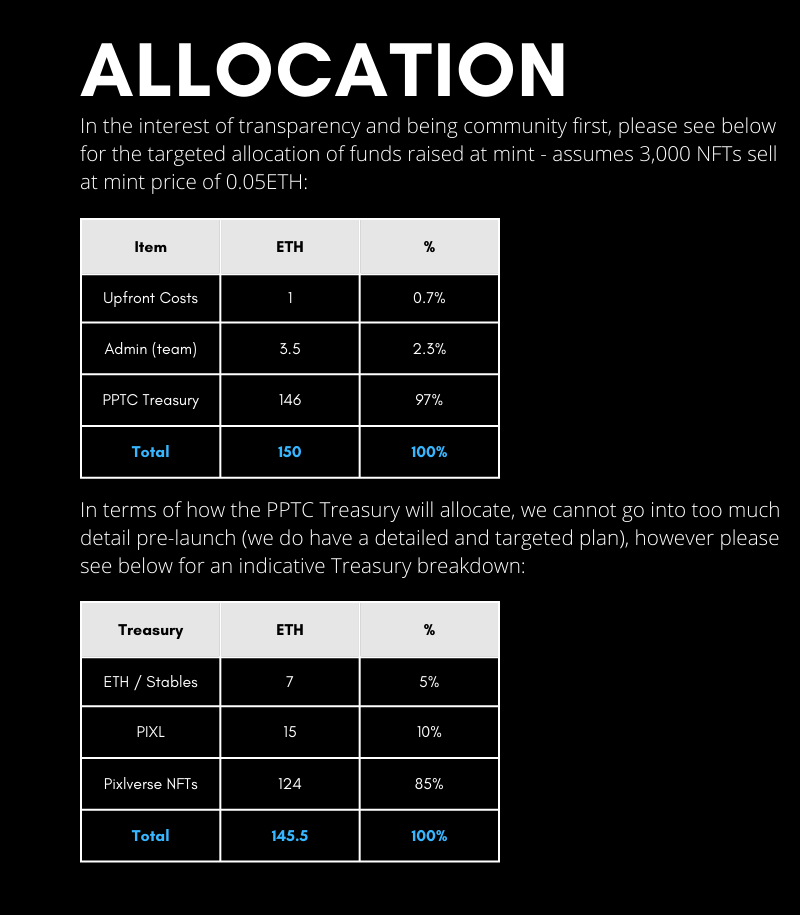 ALLOCATION
In the interest of transparency and being community first, please see below
for the targeted allocation of funds raised at mint - assumes 3,000 NFTs sell
at mint price of 0.05ETH:
Item ETH %
Upfront Costs 1 0.7%
Admin (team) 3.5 2.3%
PPTC Treasury 146 97%
Total 150 100%
In terms of how the PPTC Treasury will allocate, we cannot go into too much
detail pre-launch (we do have a detailed and targeted plan), however please
see below for an indicative Treasury breakdown:
Treasury ETH %
ETH / Stables 7 5%
PIXL 15 10%
Pixlverse NFTs 124 85%
Total 145.5 100%